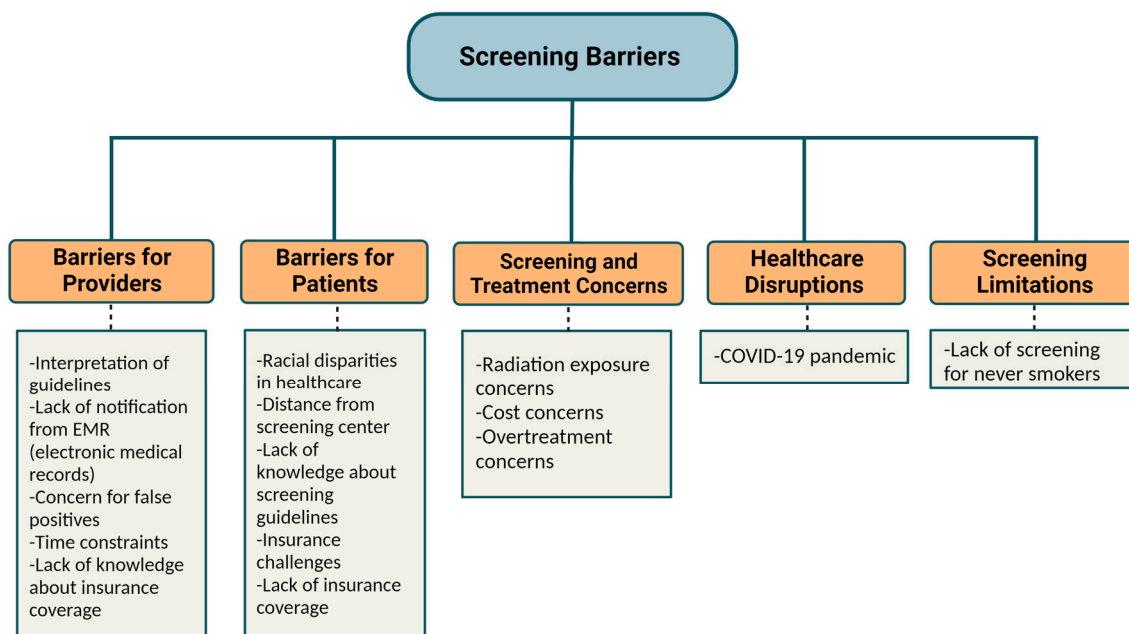 Screening Barriers
Barriers for
Providers
-Interpretation of
guidelines
-Lack of notification
from EMR
(electronic medical
records)
-Concern for false
positives
-Time constraints
-Lack of knowledge
about insurance
coverage
Barriers for
Patients
-Racial disparities
in healthcare
-Distance from
screening center
-Lack of
knowledge about
screening
guidelines
-Insurance
challenges
-Lack of insurance
coverage
Screening and
Treatment Concerns
-Radiation exposure
concerns
-Cost concerns
-Overtreatment
concerns
Healthcare
Disruptions
-COVID-19 pandemic
Screening
Limitations
-Lack of screening
for never smokers